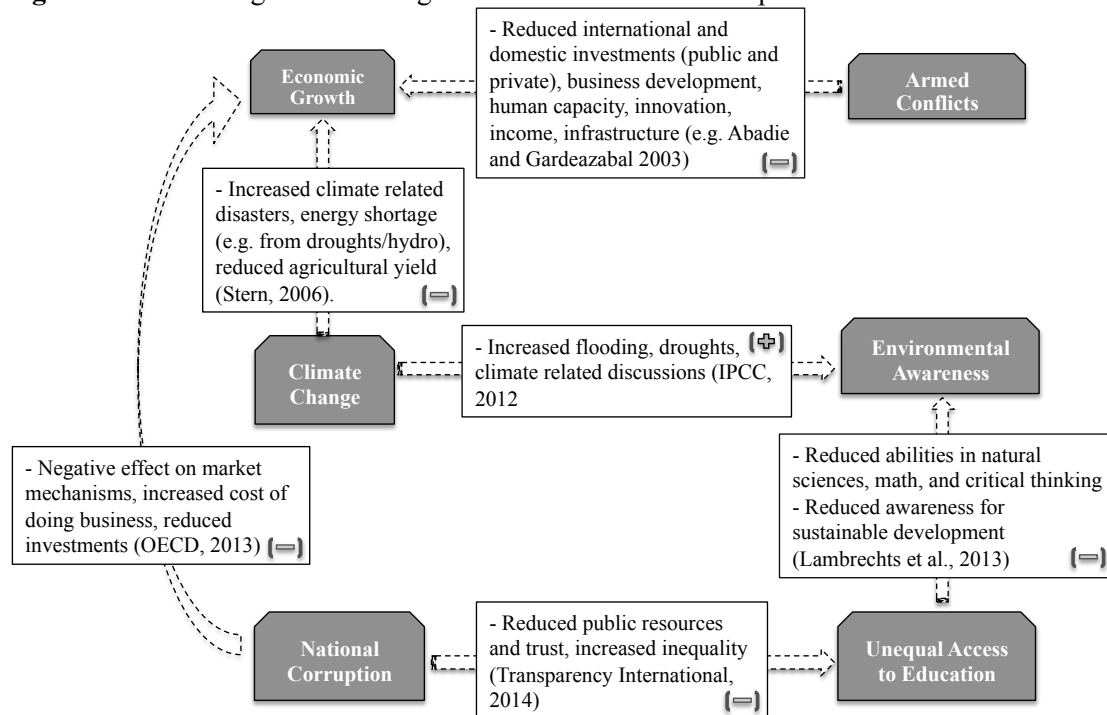 - Reduced international and
domestic investments (public
and private), business development,
human capacity, innovation,
income, infrastructure (e.g. Abadie
and Gardeazabal 2003)
Economic
Growth
Armed
Conflicts
- Increased climate related
disasters, energy shortage
(e.g. from droughts/hydro),
reduced agricultural yield
(Stern, 2006).
Climate
Change
- Increased flooding, droughts,
climate related discussions (IPCC,
2012
Environmental
Awareness
- Negative effect on market
mechanisms, increased cost of
doing business, reduced
investments (OECD, 2013)
- Reduced abilities in natural
sciences, math, and critical thinking
- Reduced awareness for
sustainable development
(Lambrechts et al., 2013)
National
Corruption
- Reduced public resources
and trust, increased inequality
(Transparency International,
2014)
Unequal Access
to Education